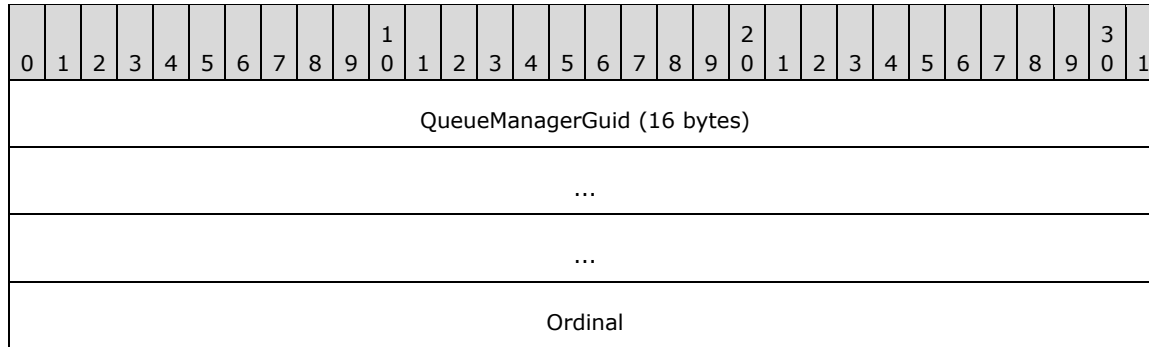 1 2 3
0 1 2 3 4 5 6 7 8 9 0 1 2 3 4 5 6 7 8 9 0 1 2 3 4 5 6 7 8 9 0 1
QueueManagerGuid (16 bytes)
...
...
Ordinal